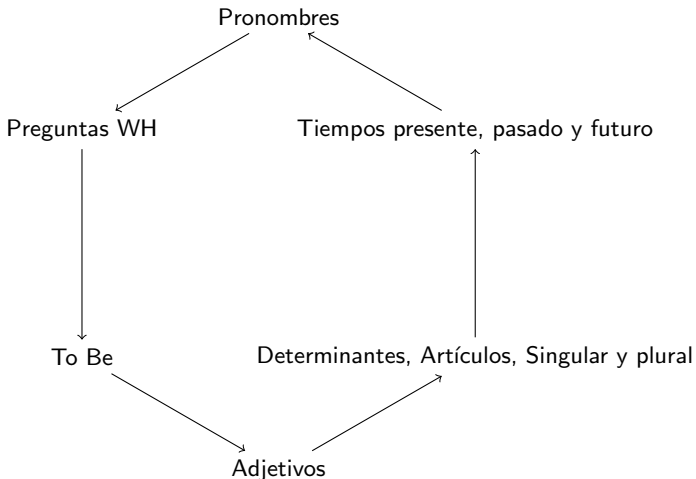 Pronombres
Preguntas WH
Tiempos presente, pasado y futuro
To Be
Determinantes, Artículos, Singular y plural
Adjetivos